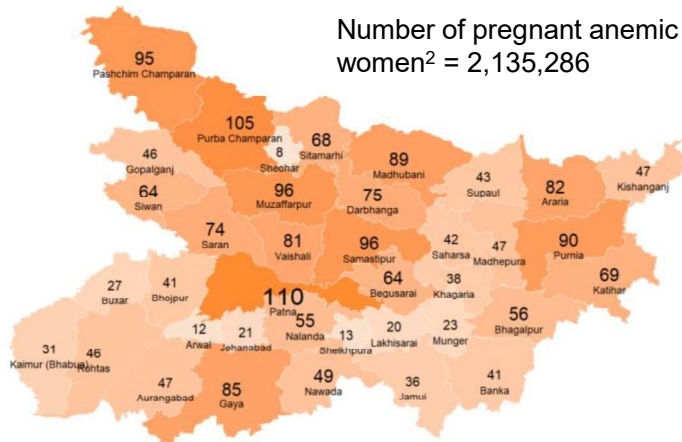 Number of pregnant anemic
women² = 2,135,286
95
Pashchim Champaran
105
Purba Champaran
8
Sheohar
68
Sitamarhi
46
Gopalganj
89
Madhubani
43
Supaul
82
Araria
47
Kishanganj
64
Siwan
96
Muzaffarpur
75
Darbhanga
74
Saran
81
Vaishali
96
Samastipur
42
Saharsa
47
Madhepura
90
Purnia
69
Katihar
27
Buxar
41
Bhojpur
110
Patna
64
Begusarai
38
Khagaria
56
Bhagalpur
31
Kaimur (Bhabua)
46
Rohtas
12
Arwal
21
Jehanabad
55
Nalanda
13
Sheikhpura
20
Lakhisarai
23
Munger
47
Aurangabad
85
Gaya
49
Nawada
36
Jamui
41
Banka